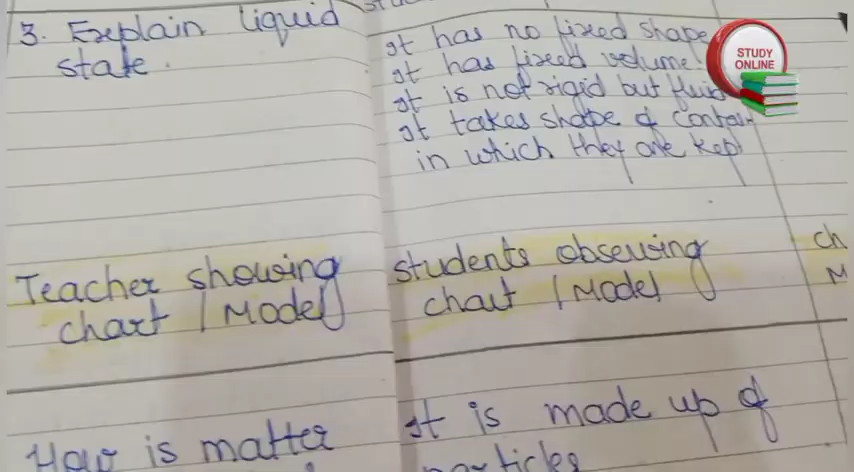 3. Explain liquid
state.
It has no fixed shape
It has fixed volume.
It is not rigid but fluid
It takes shape of contain
in which they are kept
STUDY
ONLINE
Teacher showing
chart / Model
students observing
chart / Model
ch
M
How is matter
It is made up of
particles